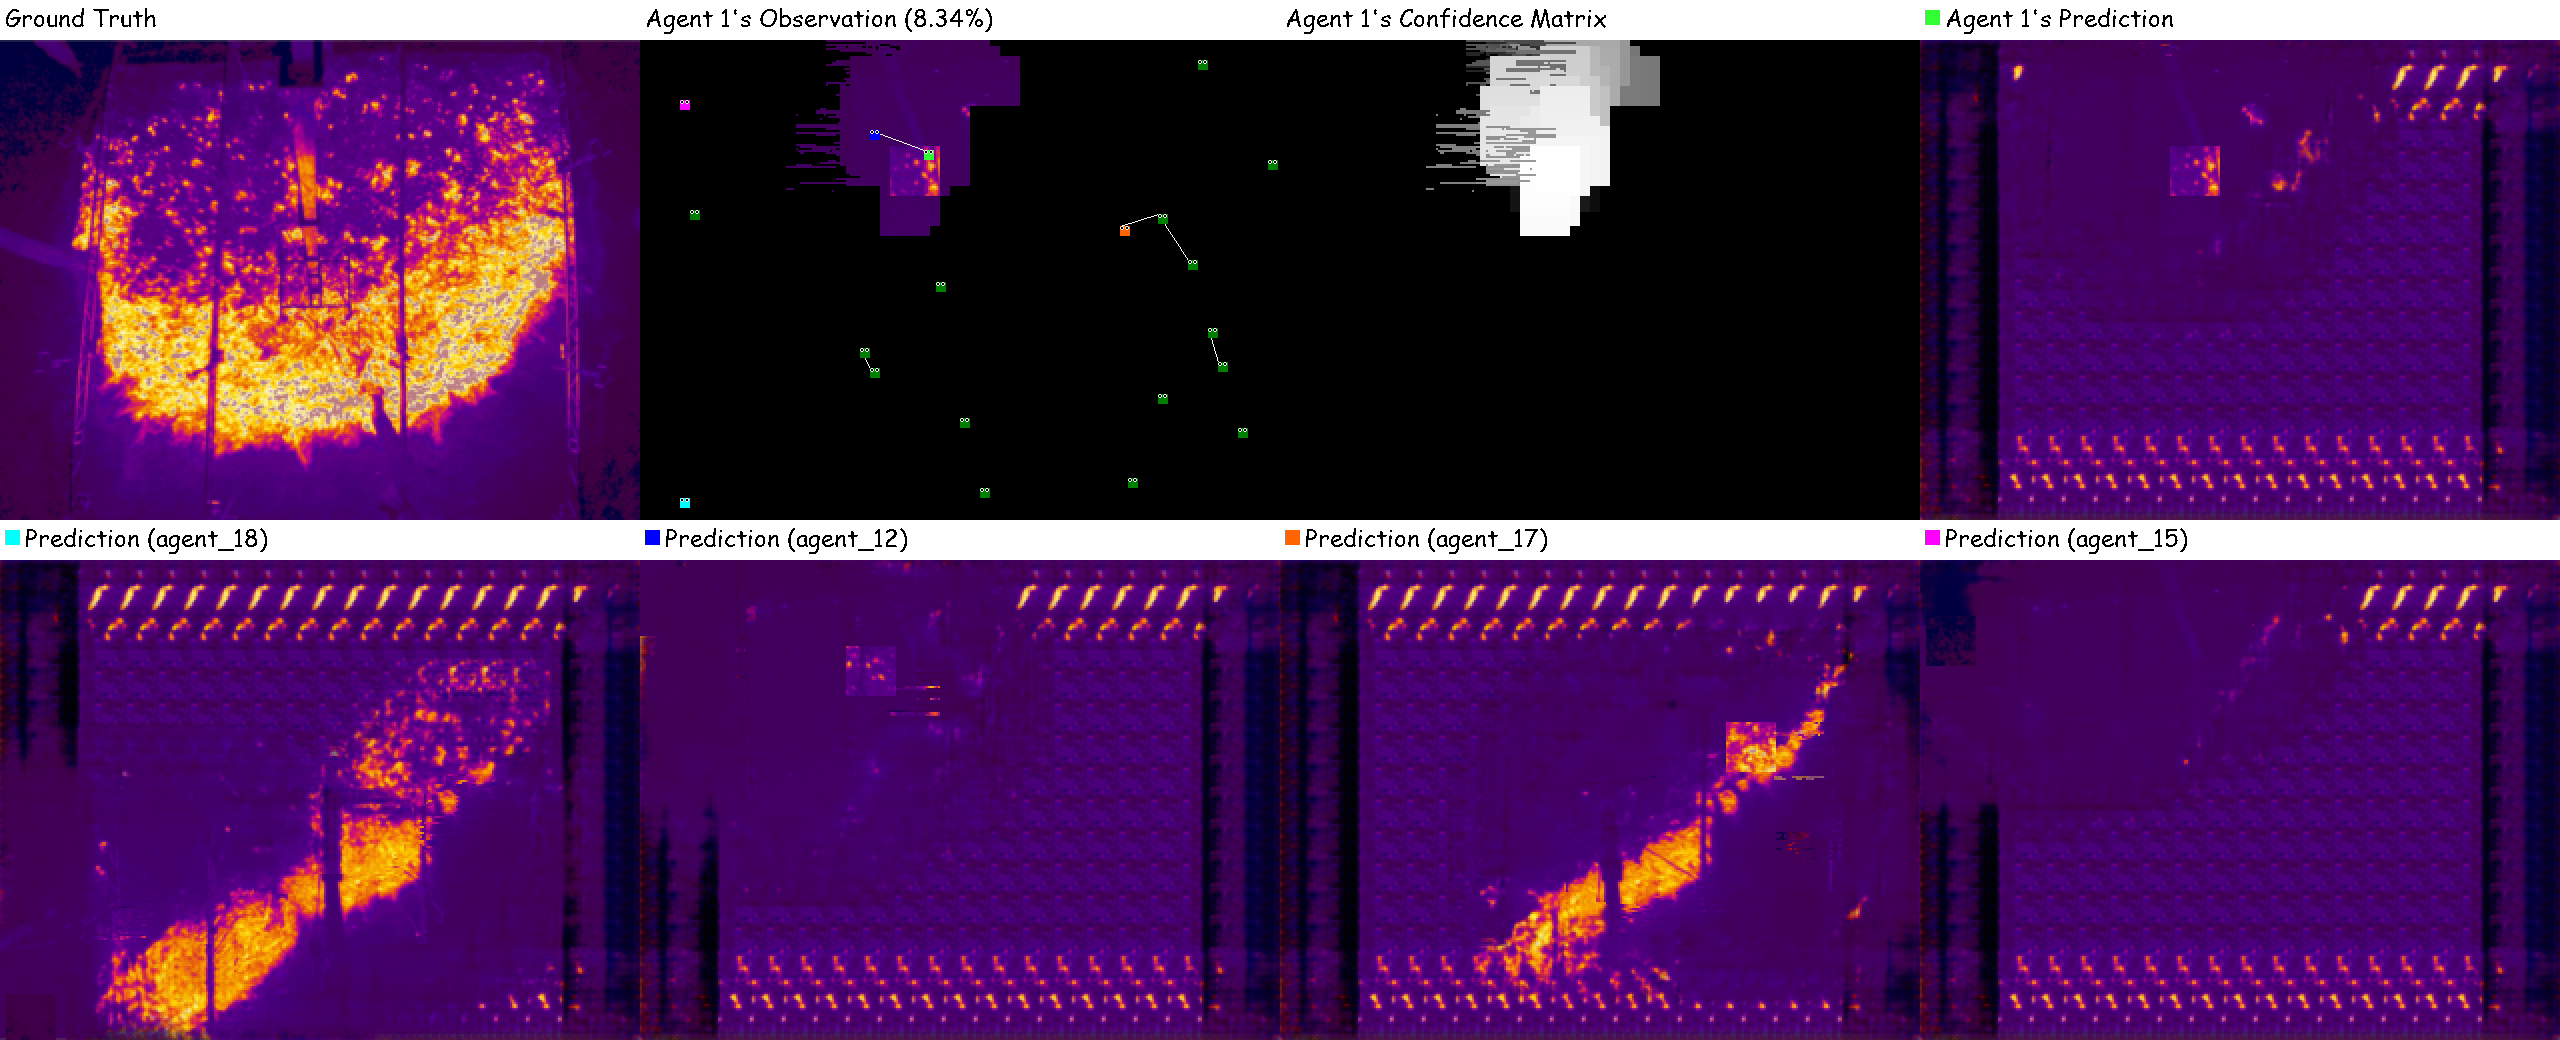 Ground Truth
Agent 1's Observation (8.34%)
Agent 1's Confidence Matrix
Agent 1's Prediction
Prediction (agent_18)
Prediction (agent_12)
Prediction (agent_17)
Prediction (agent_15)